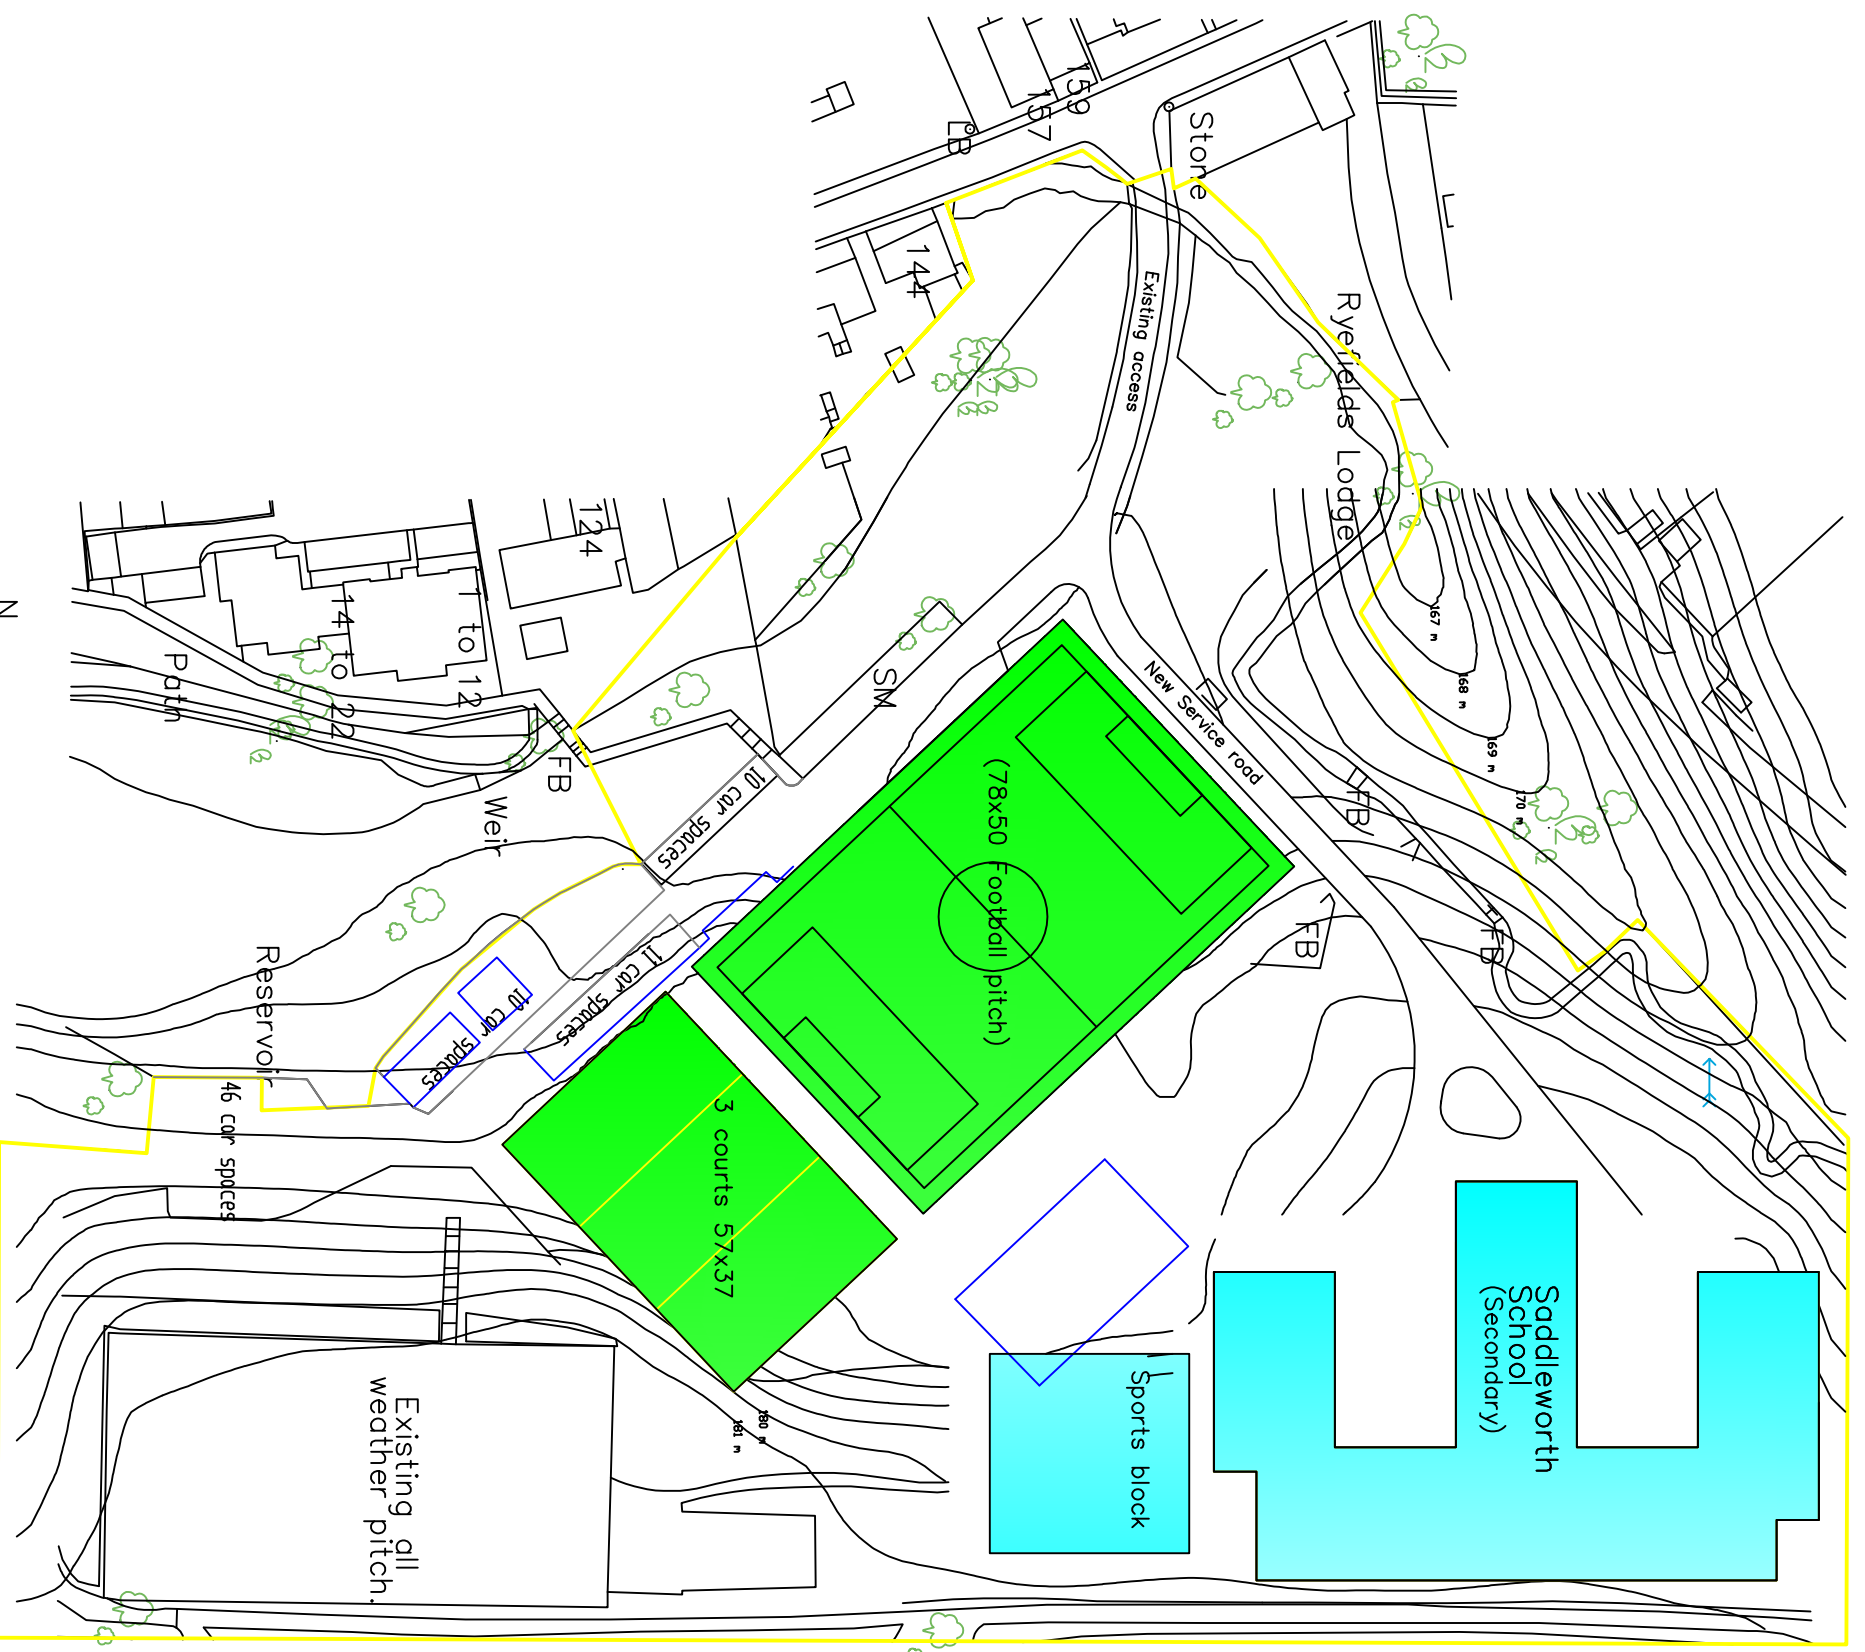 159
157
LB
Stone
144
Existing access
Ryefields Lodge
124
1 to 12
14 to 22
N
Path
SM
FB
Weir
New Service road
167 m
168 m
169 m
170 m
FB
FB
FB
10 car spaces
11 car spaces
10 car spaces
(78x50 Football pitch)
Reservoir
46 car spaces
3 courts 57x37
Saddleworth
School
(Secondary)
Sports block
180 m
181 m
Existing all
weather pitch.